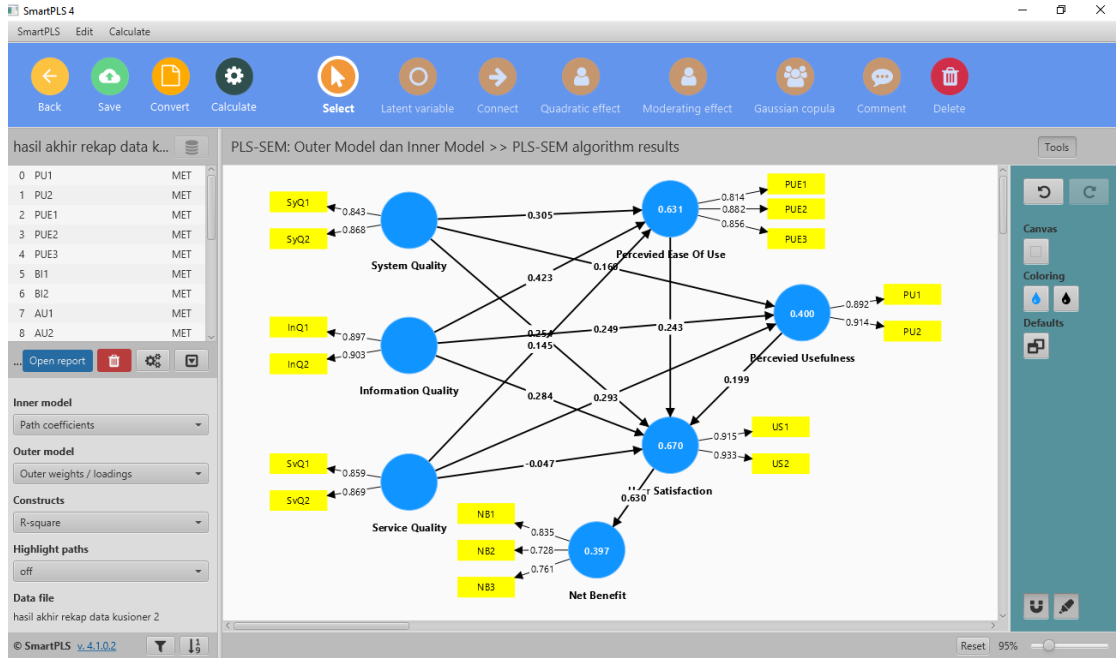 SmartPLS 4
SmartPLS Edit Calculate
Back Save Convert Calculate Select Latent variable Connect Quadratic effect Moderating effect Gaussian copula Comment Delete
hasil akhir rekap data k...
PLS-SEM: Outer Model dan Inner Model >> PLS-SEM algorithm results
Tools
0 PU1 MET
1 PU2 MET
2 PUE1 MET
3 PUE2 MET
4 PUE3 MET
5 BI1 MET
6 BI2 MET
7 AU1 MET
8 AU2 MET
... Open report
Inner model
Path coefficients
Outer model
Outer weights / loadings
Constructs
R-square
Highlight paths
off
Data file
hasil akhir rekap data kusioner 2
© SmartPLS v. 4.1.0.2
SyQ1
0.843
SyQ2
0.868
System Quality
InQ1
0.897
InQ2
0.903
Information Quality
SvQ1
0.859
SvQ2
0.869
Service Quality
0.305
0.423
0.145
0.249
0.284
0.293
-0.047
0.243
0.199
0.630
0.631
Percevied Ease Of Use
0.814
PUE1
0.882
PUE2
0.856
PUE3
0.400
Percevied Usefulness
0.892
PU1
0.914
PU2
0.670
Satisfaction
0.915
US1
0.933
US2
NB1
0.835
NB2
0.728
NB3
0.761
0.397
Net Benefit
Canvas
Coloring
Defaults
Reset 95%